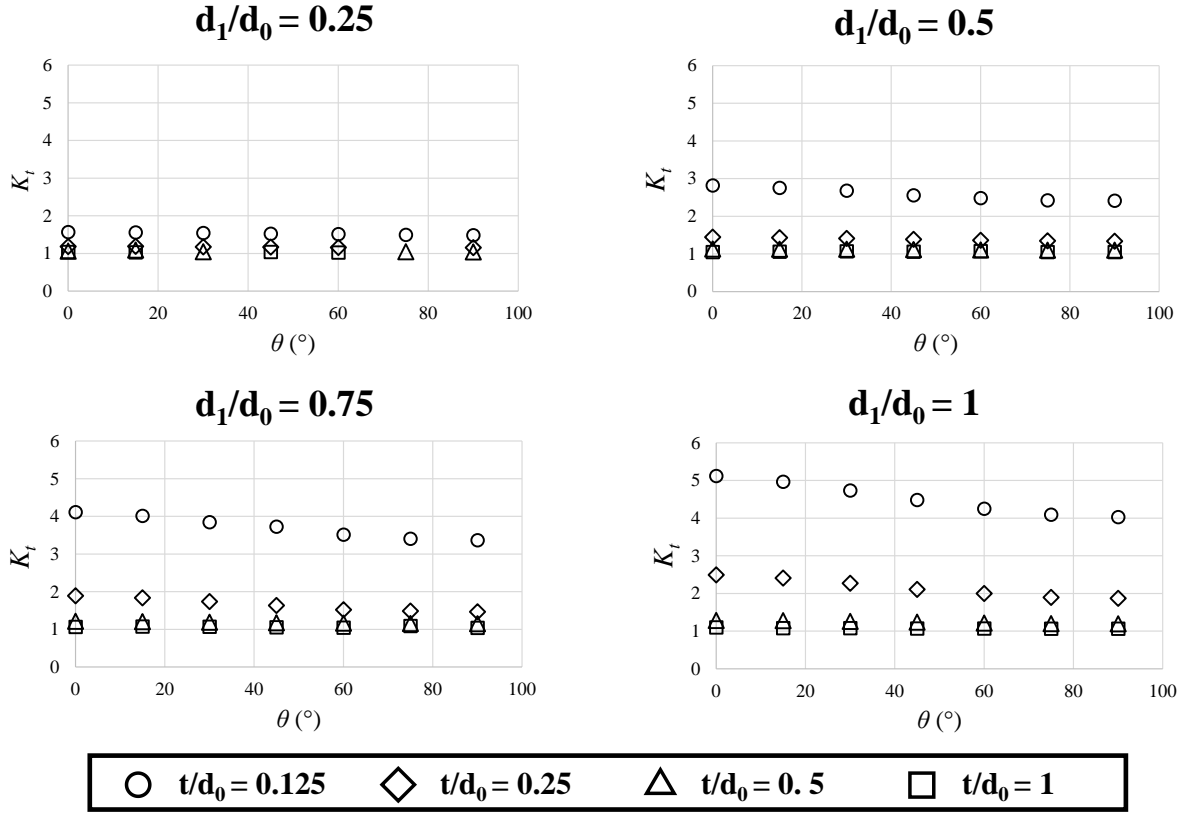 d₁/d₀ = 0.25
6
5
4
3
2
1
0
Kₜ
0 20 40 60 80 100
θ (°)
d₁/d₀ = 0.5
6
5
4
3
2
1
0
Kₜ
0 20 40 60 80 100
θ (°)
d₁/d₀ = 0.75
6
5
4
3
2
1
0
Kₜ
0 20 40 60 80 100
θ (°)
d₁/d₀ = 1
6
5
4
3
2
1
0
Kₜ
0 20 40 60 80 100
θ (°)
t/d₀ = 0.125 t/d₀ = 0.25 t/d₀ = 0. 5 t/d₀ = 1